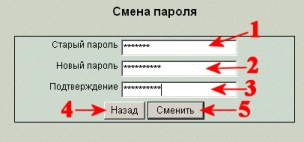 Смена пароля
Старый пароль ******* 1
Новый пароль ********** 2
Подтверждение ********** 3
4 Назад Сменить 5